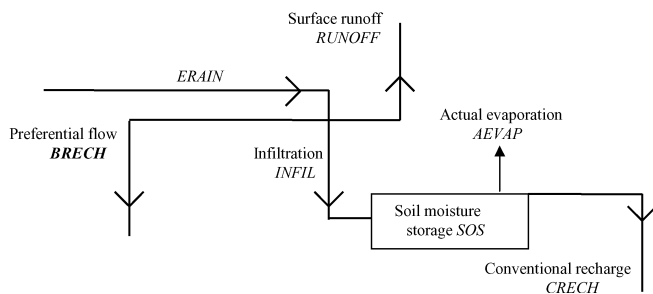 Surface runoff
RUNOFF
ERAIN
Preferential flow
BRECH
Infiltration
INFIL
Actual evaporation
AEVAP
Soil moisture
storage SOS
Conventional recharge
CRECH